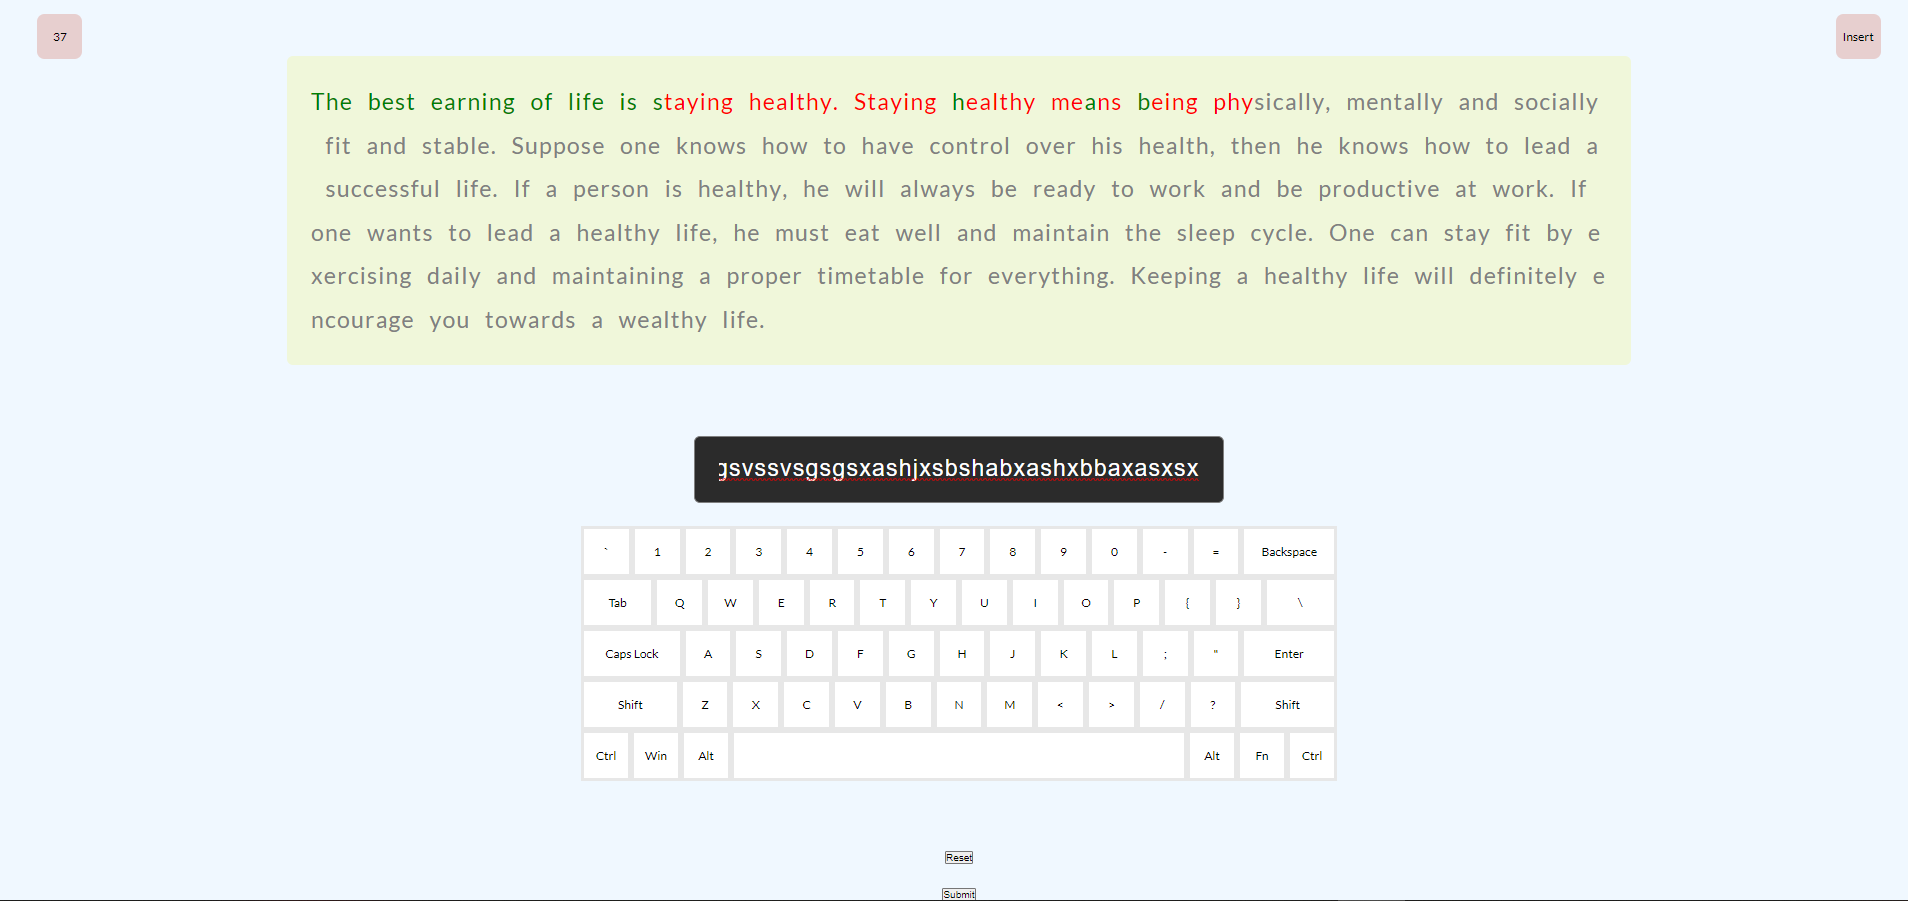 37
Insert
The best earning of life is staying healthy. Staying healthy means being physically, mentally and socially
fit and stable. Suppose one knows how to have control over his health, then he knows how to lead a
successful life. If a person is healthy, he will always be ready to work and be productive at work. If
one wants to lead a healthy life, he must eat well and maintain the sleep cycle. One can stay fit by e
xercising daily and maintaining a proper timetable for everything. Keeping a healthy life will definitely e
ncourage you towards a wealthy life.
gsvssvsgsgsxashjxsbshabxashxbbaxasxsx
` 1 2 3 4 5 6 7 8 9 0 - = Backspace
Tab Q W E R T Y U I O P { } \
Caps Lock A S D F G H J K L ; " Enter
Shift Z X C V B N M < > / ? Shift
Ctrl Win Alt Alt Fn Ctrl
Reset
Submit